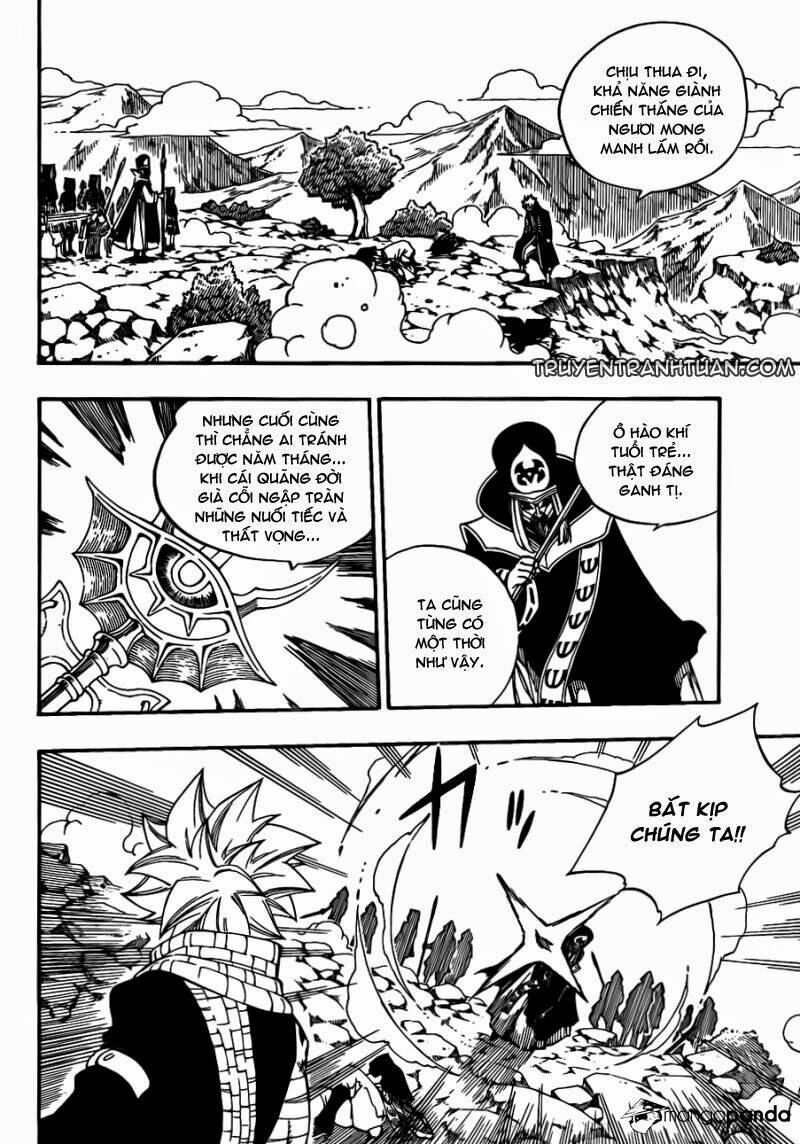 CHỊU THUA ĐI,
KHẢ NĂNG GIÀNH
CHIẾN THẮNG CỦA
NGƯƠI MONG
MANH LẮM RỒI.
TRUYENTRANHTUAN.COM
Ồ HÀO KHÍ
TUỔI TRẺ...
THẬT ĐÁNG
GANH TỊ.
TA CŨNG
TỪNG CÓ
MỘT THỜI
NHƯ VẬY.
NHƯNG CUỐI CÙNG
THÌ CHẲNG AI TRÁNH
ĐƯỢC NĂM THÁNG...
KHI CÁI QUÃNG ĐỜI
GIÀ CỖI NGẬP TRÀN
NHỮNG NUỐI TIẾC VÀ
THẤT VỌNG...
BẮT KỊP
CHÚNG TA!!
カッ
mangapanda